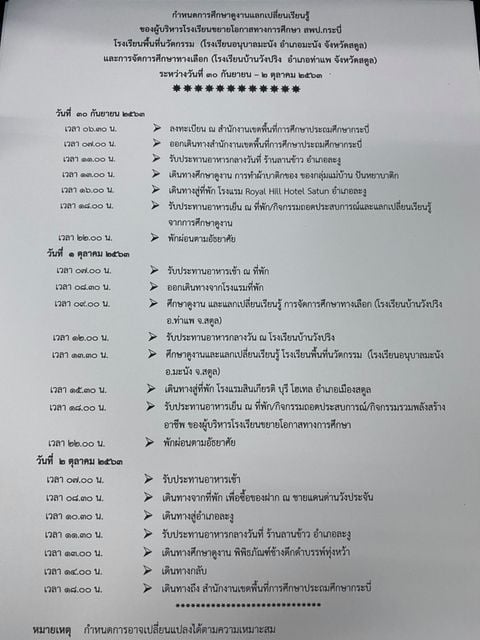 กำหนดการศึกษาดูงานแลกเปลี่ยนเรียนรู้
ของผู้บริหารโรงเรียนขยายโอกาสทางการศึกษา สพป.กระบี่
โรงเรียนพื้นที่นวัตกรรม (โรงเรียนอนุบาลมะนัง อำเภอมะนัง จังหวัดสตูล)
และการจัดการศึกษาทางเลือก (โรงเรียนบ้านวังปริง อำเภอท่าแพ จังหวัดสตูล)
ระหว่างวันที่ ๓๐ กันยายน – ๒ ตุลาคม ๒๕๖๓
วันที่ ๓๐ กันยายน ๒๕๖๓
เวลา ๐๖.๓๐ น. ➢ ลงทะเบียน ณ สำนักงานเขตพื้นที่การศึกษาประถมศึกษากระบี่
เวลา ๐๗.๐๐ น. ➢ ออกเดินทางสำนักงานเขตพื้นที่การศึกษาประถมศึกษากระบี่
เวลา ๑๑.๐๐ น. ➢ รับประทานอาหารกลางวันที่ ร้านลานข้าว อำเภอละงู
เวลา ๑๓.๐๐ น. ➢ เดินทางศึกษาดูงาน การทำผ้าบาติกของ ของกลุ่มแม่บ้าน ปันหยาบาติก
เวลา ๑๖.๐๐ น. ➢ เดินทางสู่ที่พัก โรงแรม Royal Hill Hotel Satun อำเภอละงู
เวลา ๑๘.๐๐ น. ➢ รับประทานอาหารเย็น ณ ที่พัก/กิจกรรมถอดประสบการณ์และแลกเปลี่ยนเรียนรู้
จากการศึกษาดูงาน
เวลา ๒๒.๐๐ น. ➢ พักผ่อนตามอัธยาศัย
วันที่ ๑ ตุลาคม ๒๕๖๓
เวลา ๐๗.๐๐ น. ➢ รับประทานอาหารเช้า ณ ที่พัก
เวลา ๐๘.๓๐ น. ➢ ออกเดินทางจากโรงแรมที่พัก
เวลา ๐๙.๐๐ น. ➢ ศึกษาดูงาน และแลกเปลี่ยนเรียนรู้ การจัดการศึกษาทางเลือก (โรงเรียนบ้านวังปริง
อ.ท่าแพ จ.สตูล)
เวลา ๑๒.๐๐ น. ➢ รับประทานอาหารกลางวัน ณ โรงเรียนบ้านวังปริง
เวลา ๑๓.๓๐ น. ➢ ศึกษาดูงานและแลกเปลี่ยนเรียนรู้ โรงเรียนพื้นที่นวัตกรรม (โรงเรียนอนุบาลมะนัง
อ.มะนัง จ.สตูล)
เวลา ๑๕.๓๐ น. ➢ เดินทางสู่ที่พัก โรงแรมสินเกียรติ บุรี โฮเทล อำเภอเมืองสตูล
เวลา ๑๘.๐๐ น. ➢ รับประทานอาหารเย็น ณ ที่พัก/กิจกรรมถอดประสบการณ์/กิจกรรมรวมพลังสร้าง
อาชีพ ของผู้บริหารโรงเรียนขยายโอกาสทางการศึกษา
เวลา ๒๒.๐๐ น. ➢ พักผ่อนตามอัธยาศัย
วันที่ ๒ ตุลาคม ๒๕๖๓
เวลา ๐๗.๐๐ น. ➢ รับประทานอาหารเช้า
เวลา ๐๘.๓๐ น. ➢ เดินทางจากที่พัก เพื่อซื้อของฝาก ณ ชายแดนด่านวังประจัน
เวลา ๑๐.๓๐ น. ➢ เดินทางสู่อำเภอละงู
เวลา ๑๑.๓๐ น. ➢ รับประทานอาหารกลางวันที่ ร้านลานข้าว อำเภอละงู
เวลา ๑๓.๐๐ น. ➢ เดินทางศึกษาดูงาน พิพิธภัณฑ์ช้างดึกดำบรรพ์ทุ่งหว้า
เวลา ๑๔.๐๐ น. ➢ เดินทางกลับ
เวลา ๑๘.๐๐ น. ➢ เดินทางถึง สำนักงานเขตพื้นที่การศึกษาประถมศึกษากระบี่
หมายเหตุ กำหนดการอาจเปลี่ยนแปลงได้ตามความเหมาะสม